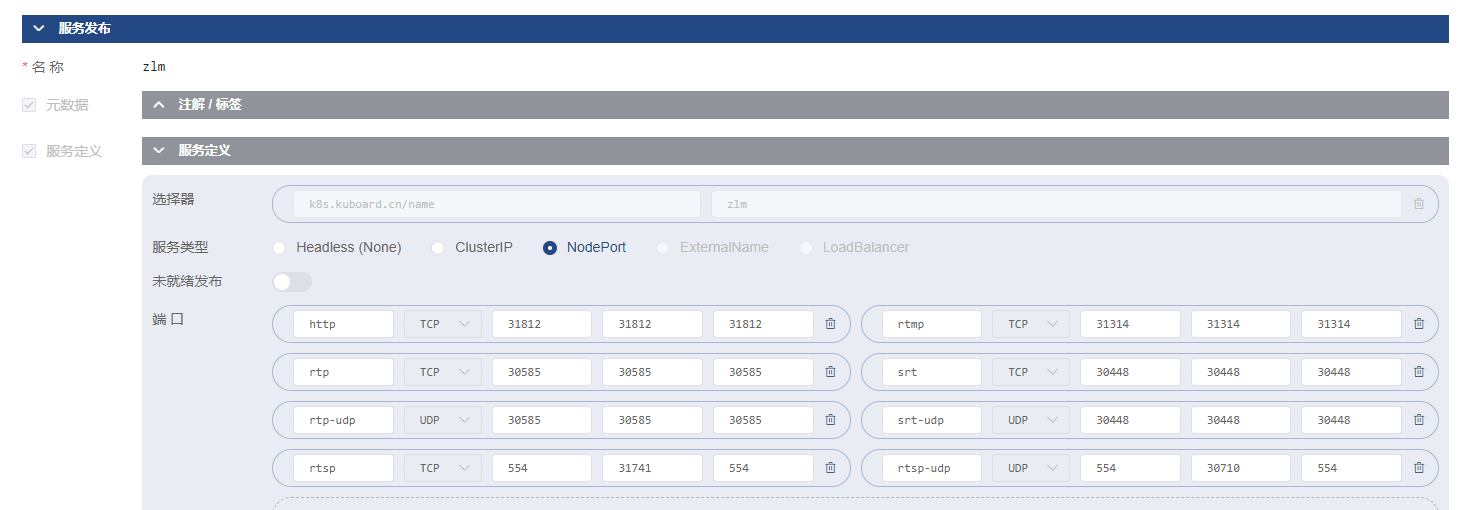 服务发布
* 名 称 zlm
元数据 注解 / 标签
服务定义 服务定义
选择器 k8s.kuboard.cn/name zlm
服务类型 Headless (None) ClusterIP NodePort ExternalName LoadBalancer
未就绪发布
端 口 http TCP 31812 31812 31812 rtmp TCP 31314 31314 31314
rtp TCP 30585 30585 30585 srt TCP 30448 30448 30448
rtp-udp UDP 30585 30585 30585 srt-udp UDP 30448 30448 30448
rtsp TCP 554 31741 554 rtsp-udp UDP 554 30710 554